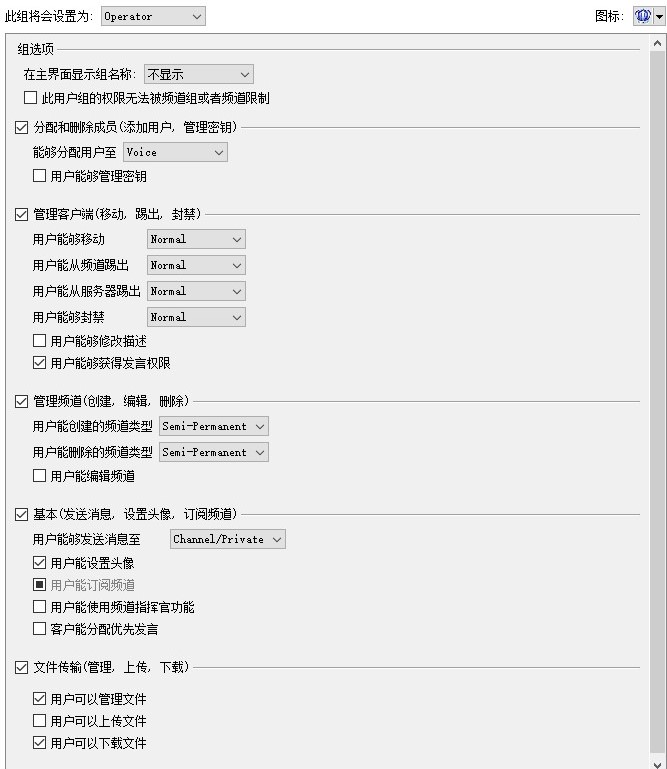 此组将会设置为: Operator 图标:
组选项
在主界面显示组名称: 不显示
此用户组的权限无法被频道组或者频道限制
分配和删除成员(添加用户, 管理密钥)
能够分配用户至 Voice
用户能够管理密钥
管理客户端(移动, 踢出, 封禁)
用户能够移动 Normal
用户能从频道踢出 Normal
用户能从服务器踢出 Normal
用户能够封禁 Normal
用户能够修改描述
用户能够获得发言权限
管理频道(创建, 编辑, 删除)
用户能创建的频道类型 Semi-Permanent
用户能删除的频道类型 Semi-Permanent
用户能编辑频道
基本(发送消息, 设置头像, 订阅频道)
用户能够发送消息至 Channel/Private
用户能设置头像
用户能订阅频道
用户能使用频道指挥官功能
客户能分配优先发言
文件传输(管理, 上传, 下载)
用户可以管理文件
用户可以上传文件
用户可以下载文件